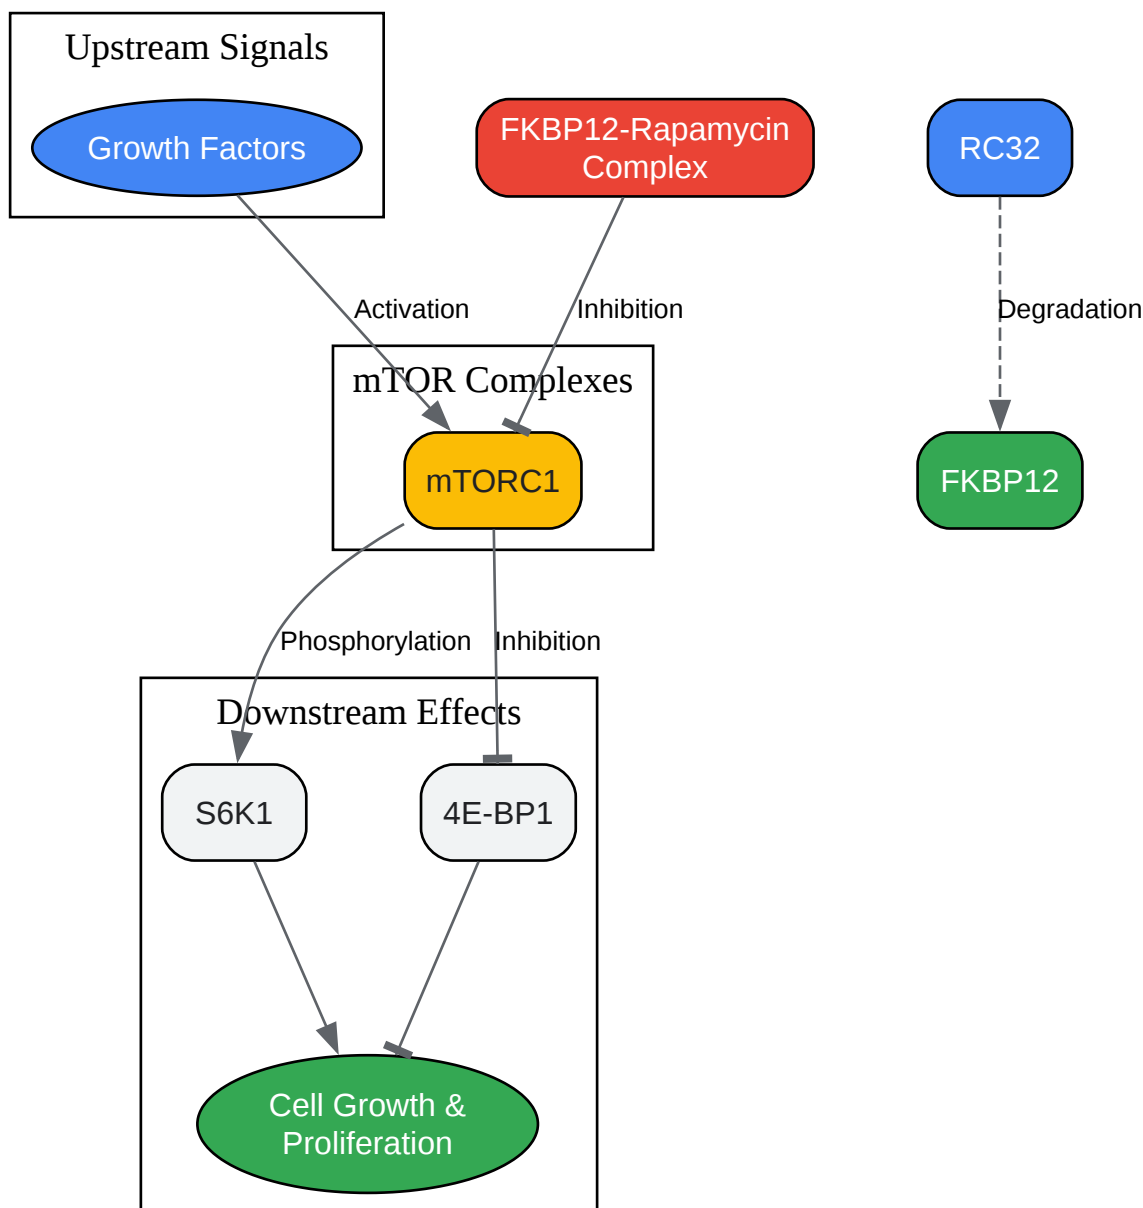 Upstream Signals
Growth Factors
FKBP12-Rapamycin
Complex
RC32
Activation
Inhibition
Degradation
mTOR Complexes
mTORC1
FKBP12
Phosphorylation
Inhibition
Downstream Effects
S6K1
4E-BP1
Cell Growth &
Proliferation